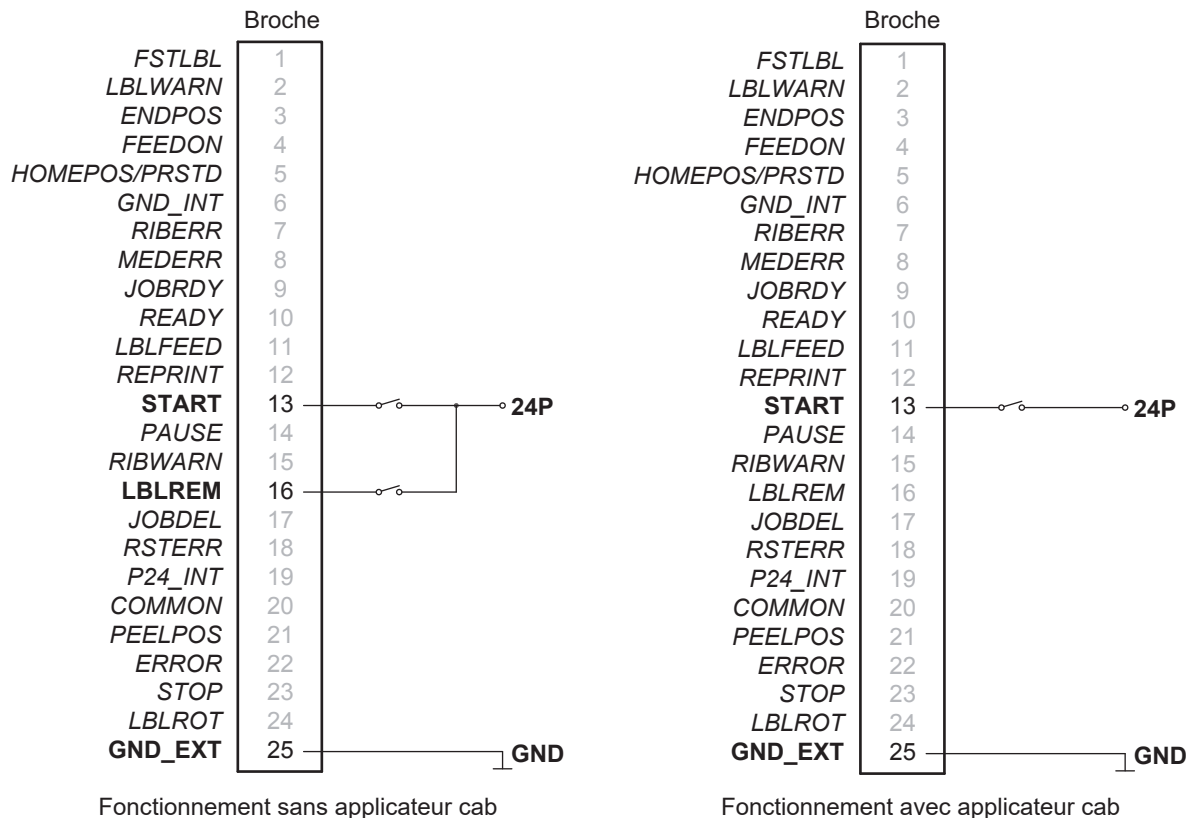 Broche
FSTLBL 1
LBLWARN 2
ENDPOS 3
FEEDON 4
HOMEPOS/PRSTD 5
GND_INT 6
RIBERR 7
MEDERR 8
JOBRDY 9
READY 10
LBLFEED 11
REPRINT 12
START 13 24P
PAUSE 14
RIBWARN 15
LBLREM 16
JOBDEL 17
RSTERR 18
P24_INT 19
COMMON 20
PEELPOS 21
ERROR 22
STOP 23
LBLROT 24
GND_EXT 25 GND
Fonctionnement sans applicateur cab
Broche
FSTLBL 1
LBLWARN 2
ENDPOS 3
FEEDON 4
HOMEPOS/PRSTD 5
GND_INT 6
RIBERR 7
MEDERR 8
JOBRDY 9
READY 10
LBLFEED 11
REPRINT 12
START 13 24P
PAUSE 14
RIBWARN 15
LBLREM 16
JOBDEL 17
RSTERR 18
P24_INT 19
COMMON 20
PEELPOS 21
ERROR 22
STOP 23
LBLROT 24
GND_EXT 25 GND
Fonctionnement avec applicateur cab